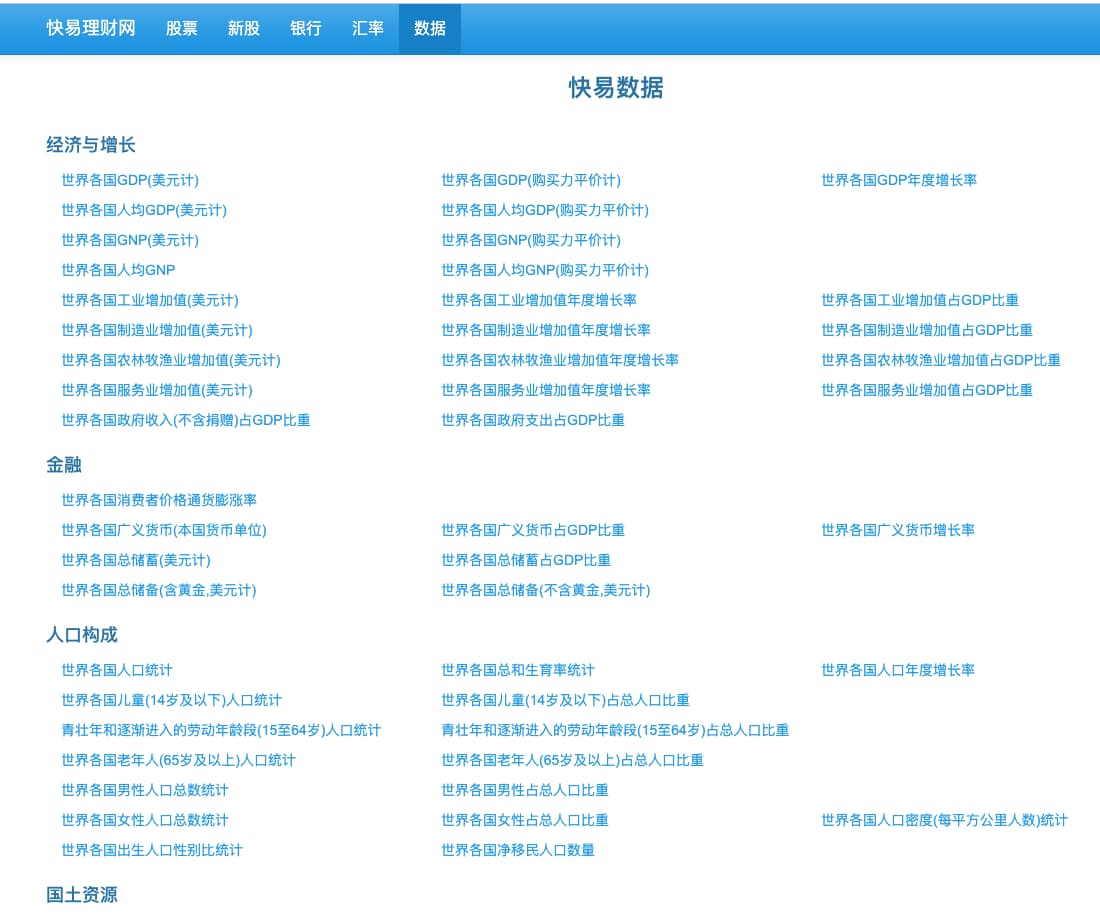 快易理财网 股票 新股 银行 汇率 数据
快易数据
经济与增长
世界各国GDP(美元计) 世界各国GDP(购买力平价计) 世界各国GDP年度增长率
世界各国人均GDP(美元计) 世界各国人均GDP(购买力平价计)
世界各国GNP(美元计) 世界各国GNP(购买力平价计)
世界各国人均GNP 世界各国人均GNP(购买力平价计)
世界各国工业增加值(美元计) 世界各国工业增加值年度增长率 世界各国工业增加值占GDP比重
世界各国制造业增加值(美元计) 世界各国制造业增加值年度增长率 世界各国制造业增加值占GDP比重
世界各国农林牧渔业增加值(美元计) 世界各国农林牧渔业增加值年度增长率 世界各国农林牧渔业增加值占GDP比重
世界各国服务业增加值(美元计) 世界各国服务业增加值年度增长率 世界各国服务业增加值占GDP比重
世界各国政府收入(不含捐赠)占GDP比重 世界各国政府支出占GDP比重
金融
世界各国消费者价格通货膨涨率
世界各国广义货币(本国货币单位) 世界各国广义货币占GDP比重 世界各国广义货币增长率
世界各国总储蓄(美元计) 世界各国总储蓄占GDP比重
世界各国总储备(含黄金,美元计) 世界各国总储备(不含黄金,美元计)
人口构成
世界各国人口统计 世界各国总和生育率统计 世界各国人口年度增长率
世界各国儿童(14岁及以下)人口统计 世界各国儿童(14岁及以下)占总人口比重
青壮年和逐渐进入的劳动年龄段(15至64岁)人口统计 青壮年和逐渐进入的劳动年龄段(15至64岁)占总人口比重
世界各国老年人(65岁及以上)人口统计 世界各国老年人(65岁及以上)占总人口比重
世界各国男性人口总数统计 世界各国男性占总人口比重
世界各国女性人口总数统计 世界各国女性占总人口比重 世界各国人口密度(每平方公里人数)统计
世界各国出生人口性别比统计 世界各国净移民人口数量
国土资源